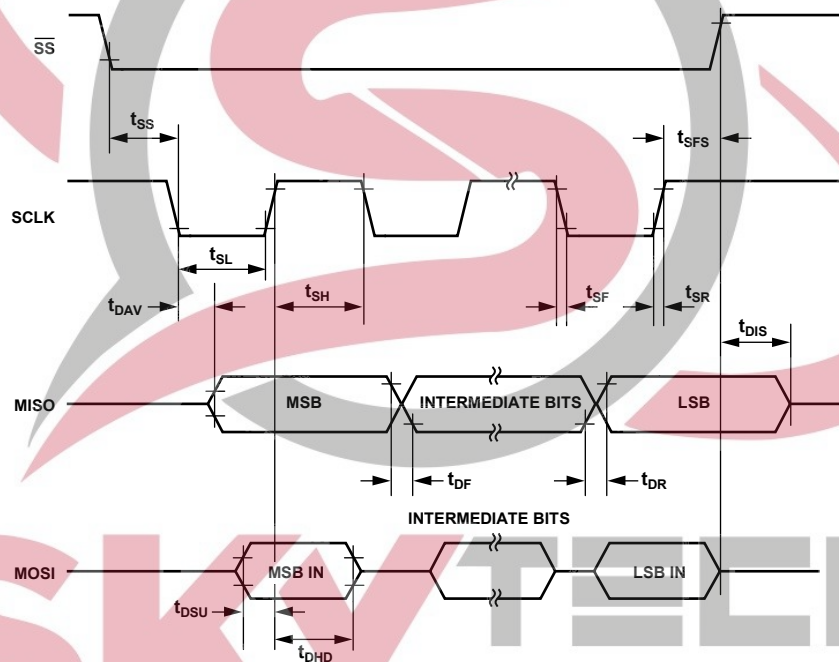 SS
tSS
tSFS
SCLK
tSL
tDAV
tSH
tSF
tSR
tDIS
MISO
MSB
INTERMEDIATE BITS
LSB
tDF
tDR
INTERMEDIATE BITS
MOSI
MSB IN
LSB IN
tDSU
tDHD
SKYTECH